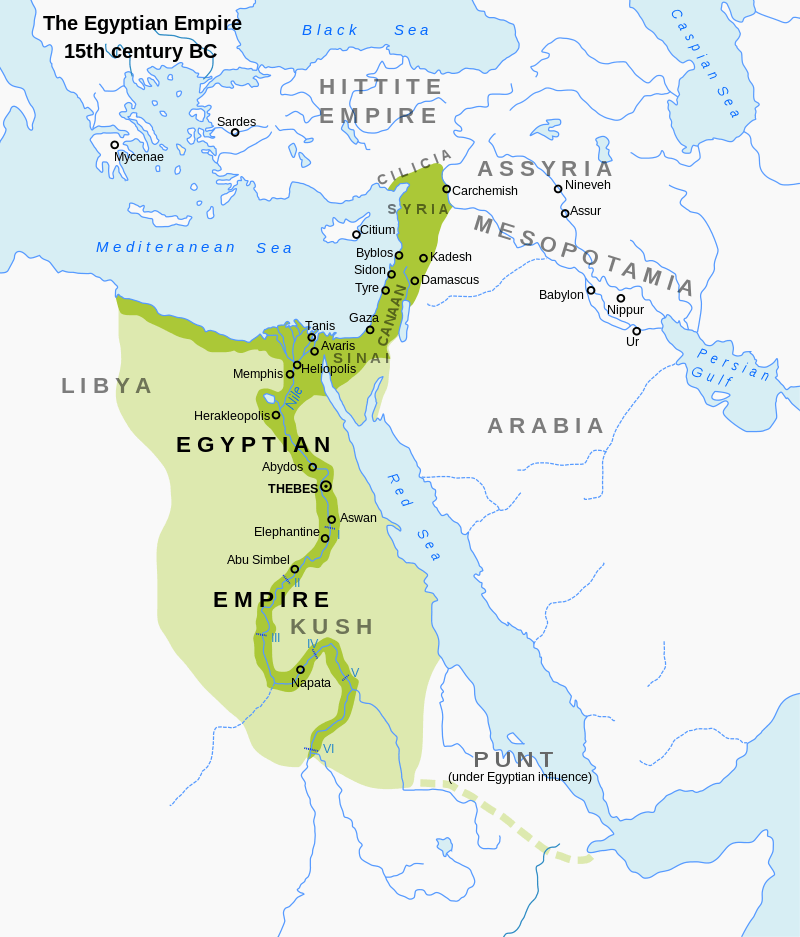 The Egyptian Empire
15th century BC
Black Sea
Caspian Sea
HITTITE
EMPIRE
Sardes
Mycenae
CILICIA
ASSYRIA
Carchemish
Nineveh
SYRIA
Assur
MESOPOTAMIA
Citium
Mediteranean Sea
Byblos
Kadesh
Sidon
Damascus
Tyre
Babylon
Nippur
CANAAN
Gaza
Tanis
Ur
Avaris
SINAI
Heliopolis
Memphis
Persian
Gulf
LIBYA
Nile
Herakleopolis
ARABIA
EGYPTIAN
Abydos
THEBES
Red Sea
Aswan
Elephantine
I
Abu Simbel
II
EMPIRE
KUSH
III
IV
Napata
V
VI
PUNT
(under Egyptian influence)